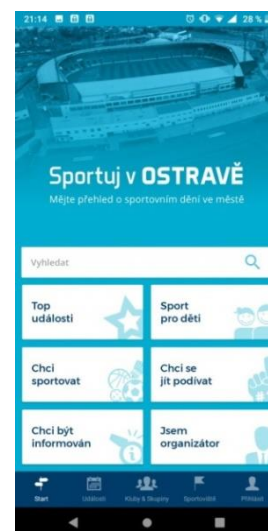 21:14 28 %
Sportuj v OSTRAVĚ
Mějte přehled o sportovním dění ve městě
Vyhledat
Top
události
Sport
pro děti
Chci
sportovat
Chci se
jít podívat
Chci být
informován
Jsem
organizátor
Start Události Kluby & Skupiny Sportoviště Přihlásit